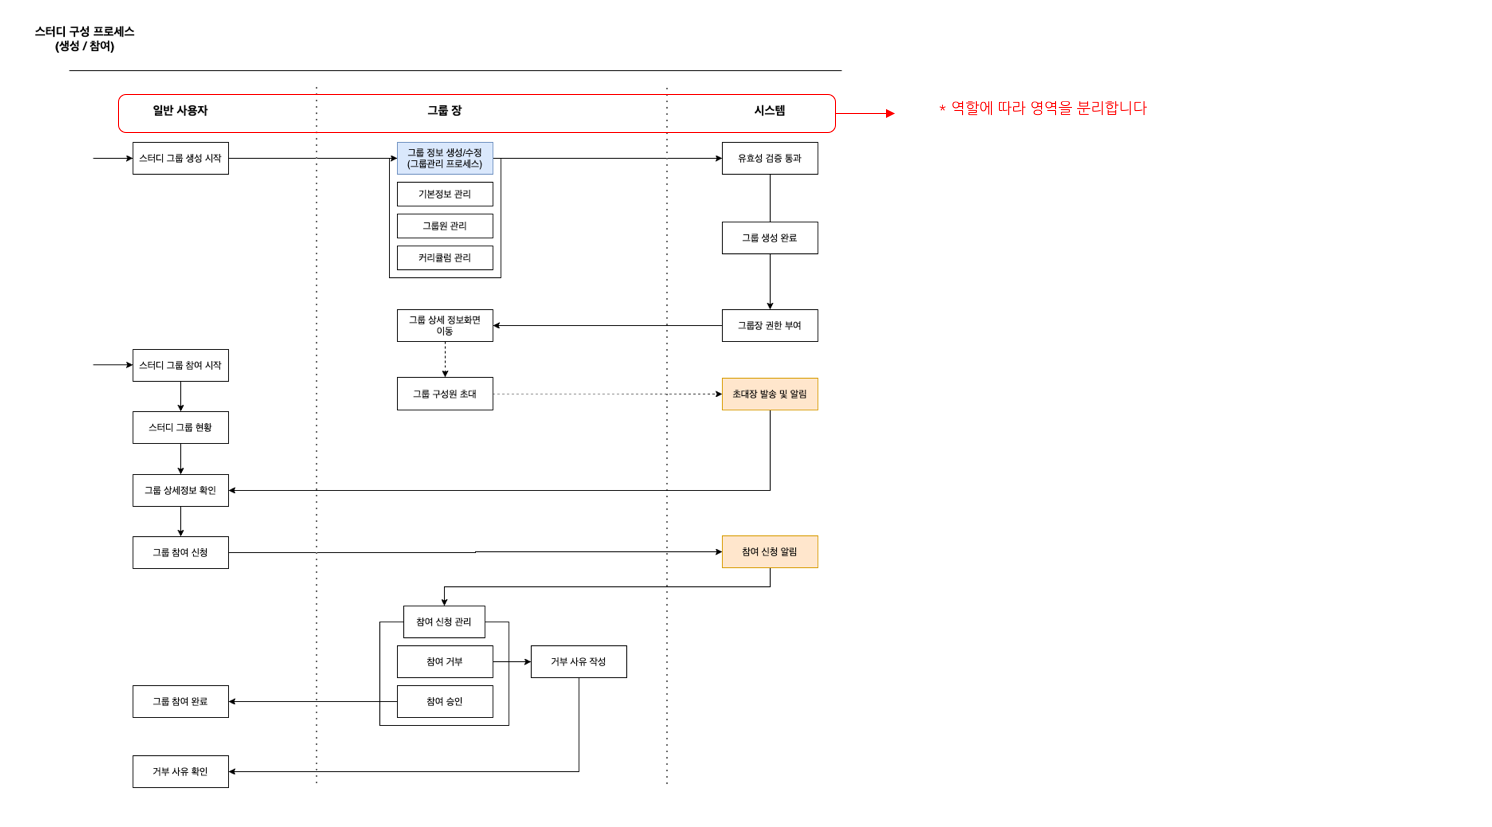 스터디 구성 프로세스
(생성 / 참여)
일반 사용자
그룹 장
시스템
* 역할에 따라 영역을 분리합니다
스터디 그룹 생성 시작
그룹 정보 생성/수정
(그룹관리 프로세스)
유효성 검증 통과
기본정보 관리
그룹원 관리
그룹 생성 완료
커리큘럼 관리
그룹 상세 정보화면
이동
그룹장 권한 부여
스터디 그룹 참여 시작
그룹 구성원 초대
초대장 발송 및 알림
스터디 그룹 현황
그룹 상세정보 확인
그룹 참여 신청
참여 신청 알림
참여 신청 관리
참여 거부
거부 사유 작성
그룹 참여 완료
참여 승인
거부 사유 확인